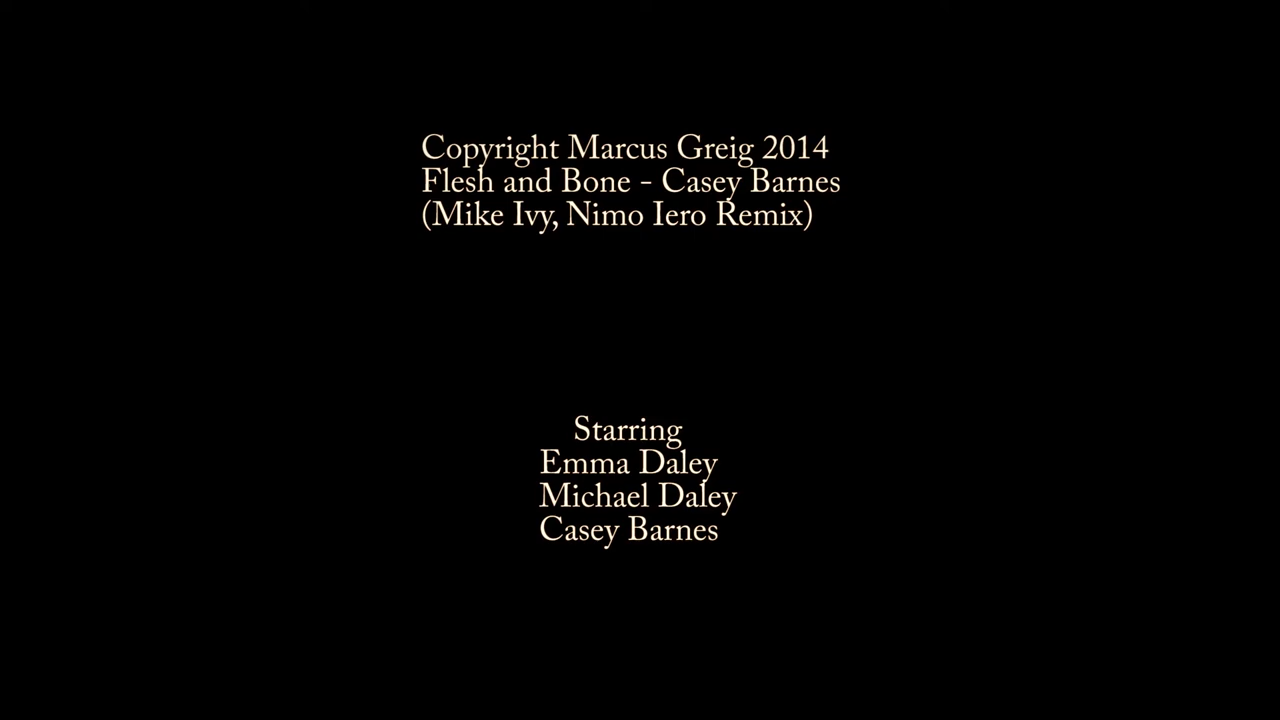 Copyright Marcus Greig 2014
Flesh and Bone - Casey Barnes
(Mike Ivy, Nimo Iero Remix)
Starring
Emma Daley
Michael Daley
Casey Barnes